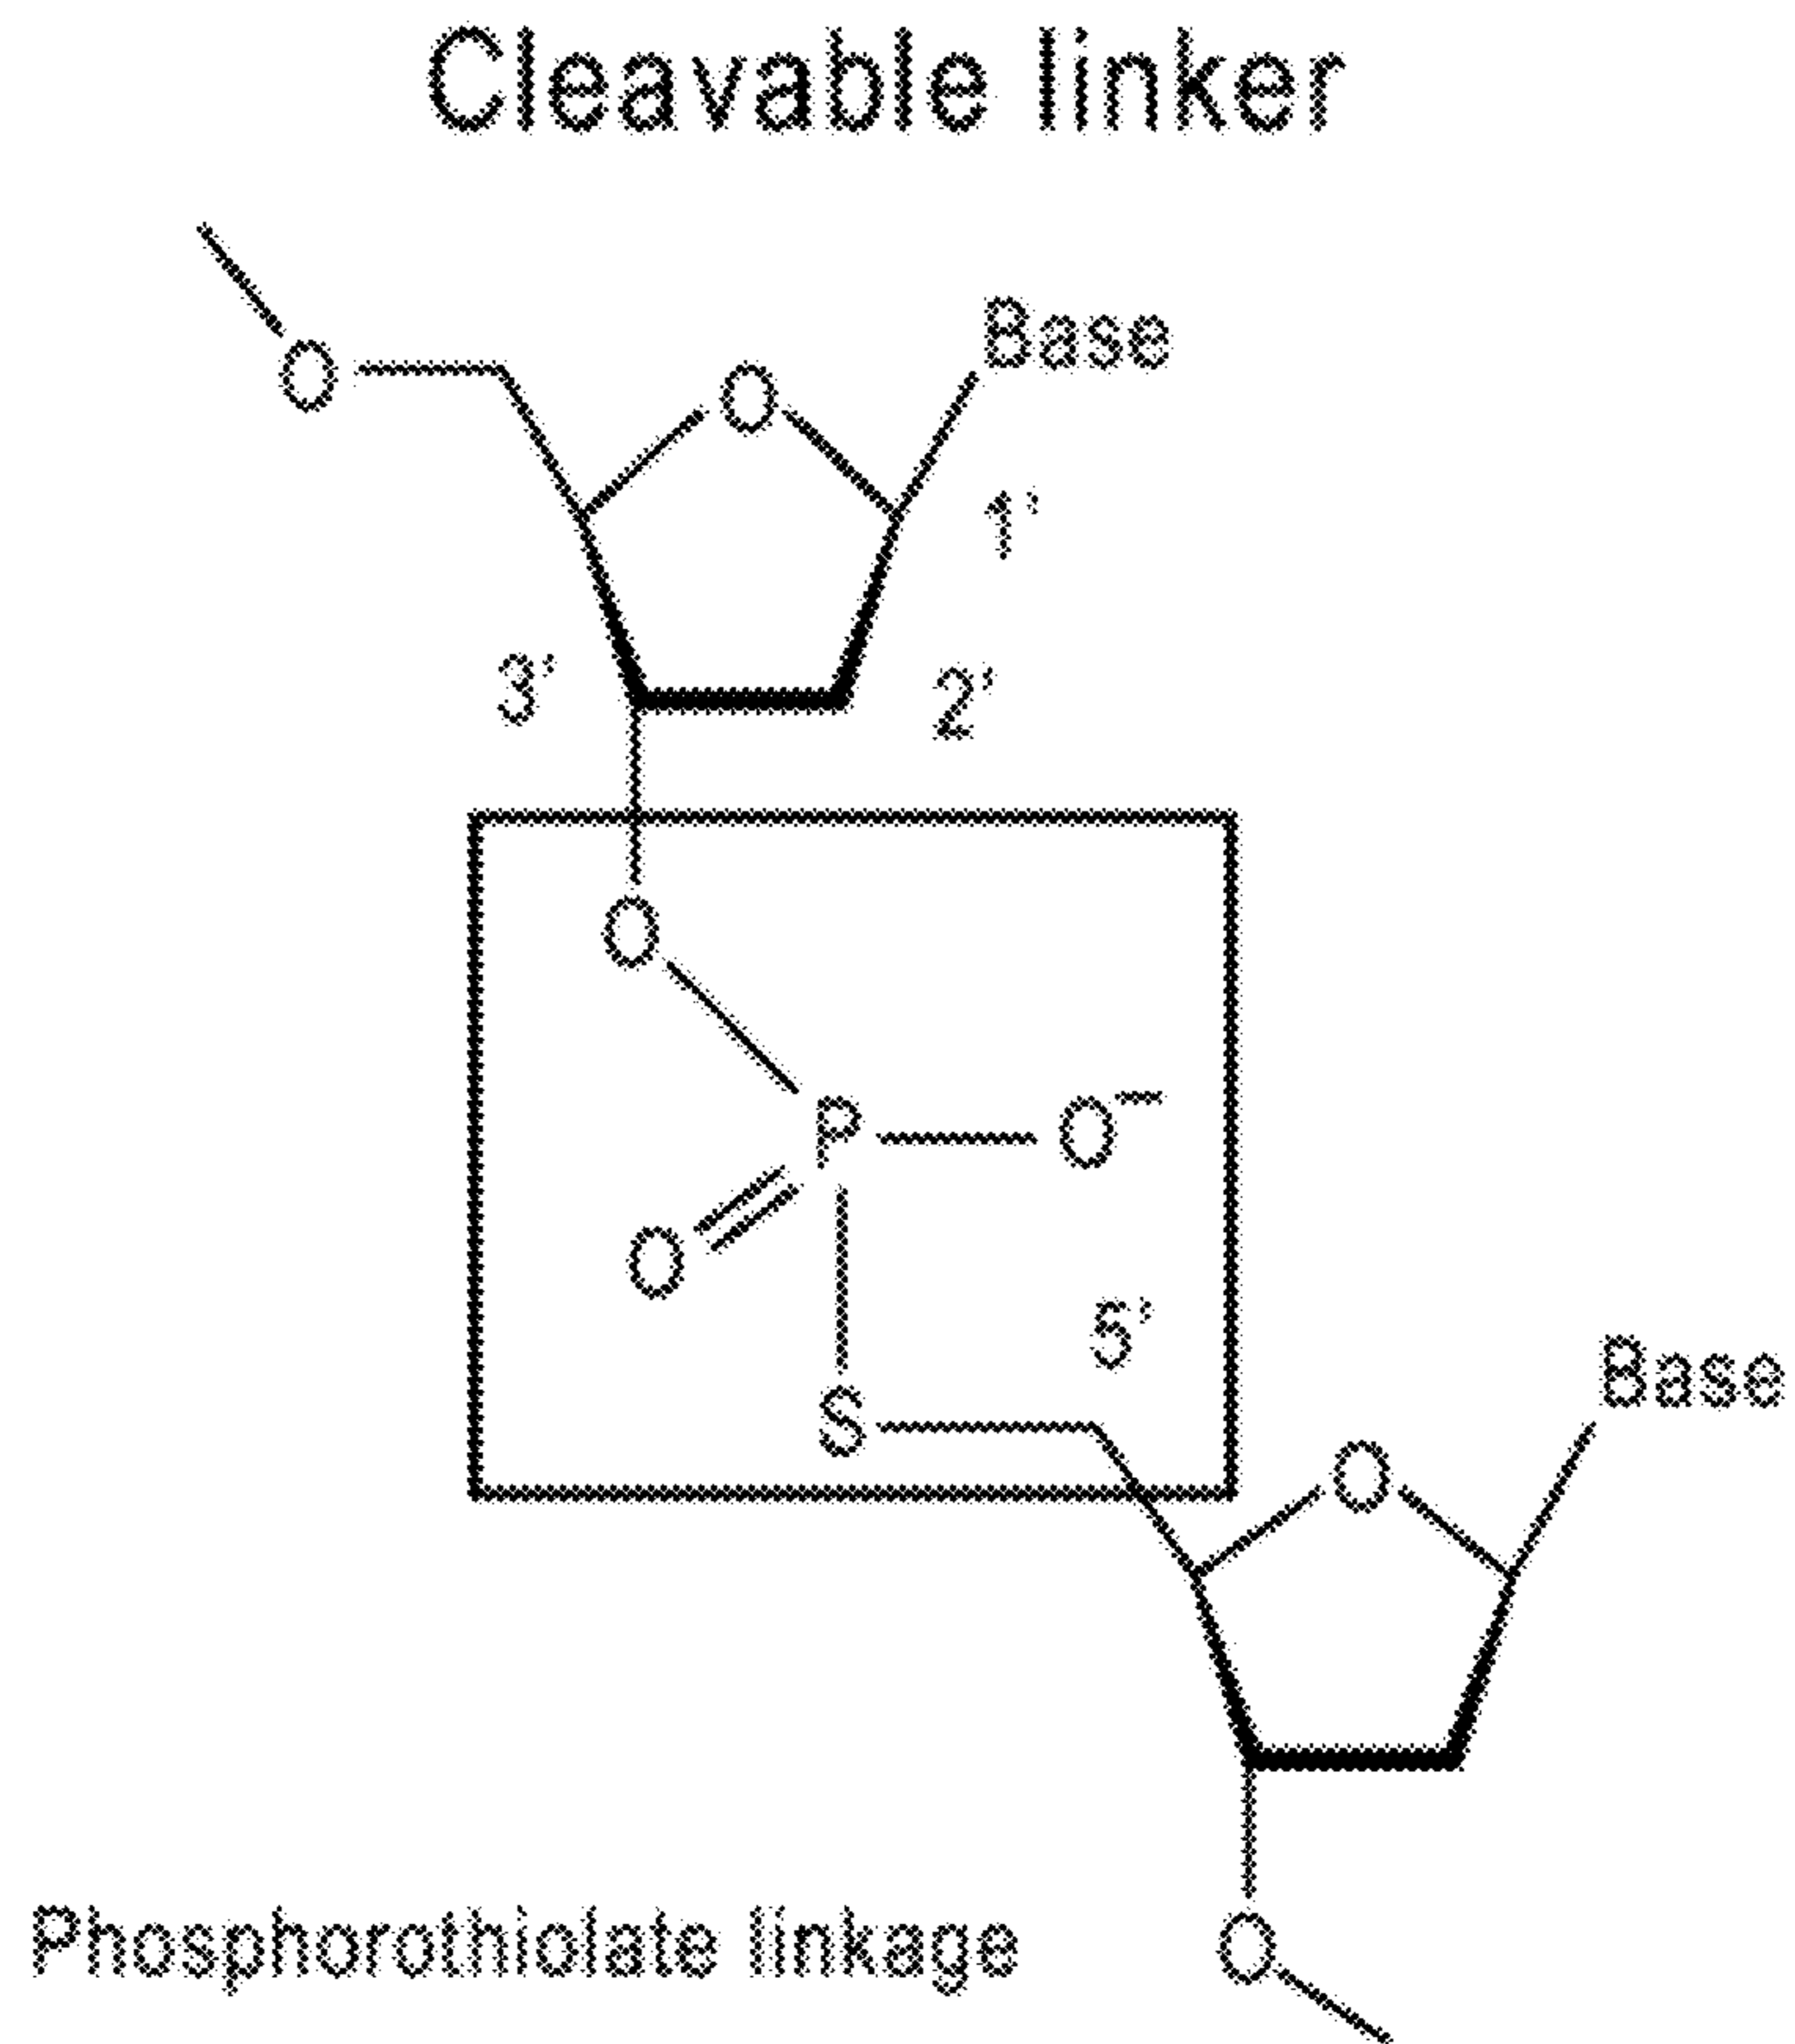 Cleavable linker
O
O
Base
1'
3'
2'
O
P
O⁻
O
5'
S
Base
O
Phosphorothiolate linkage
O